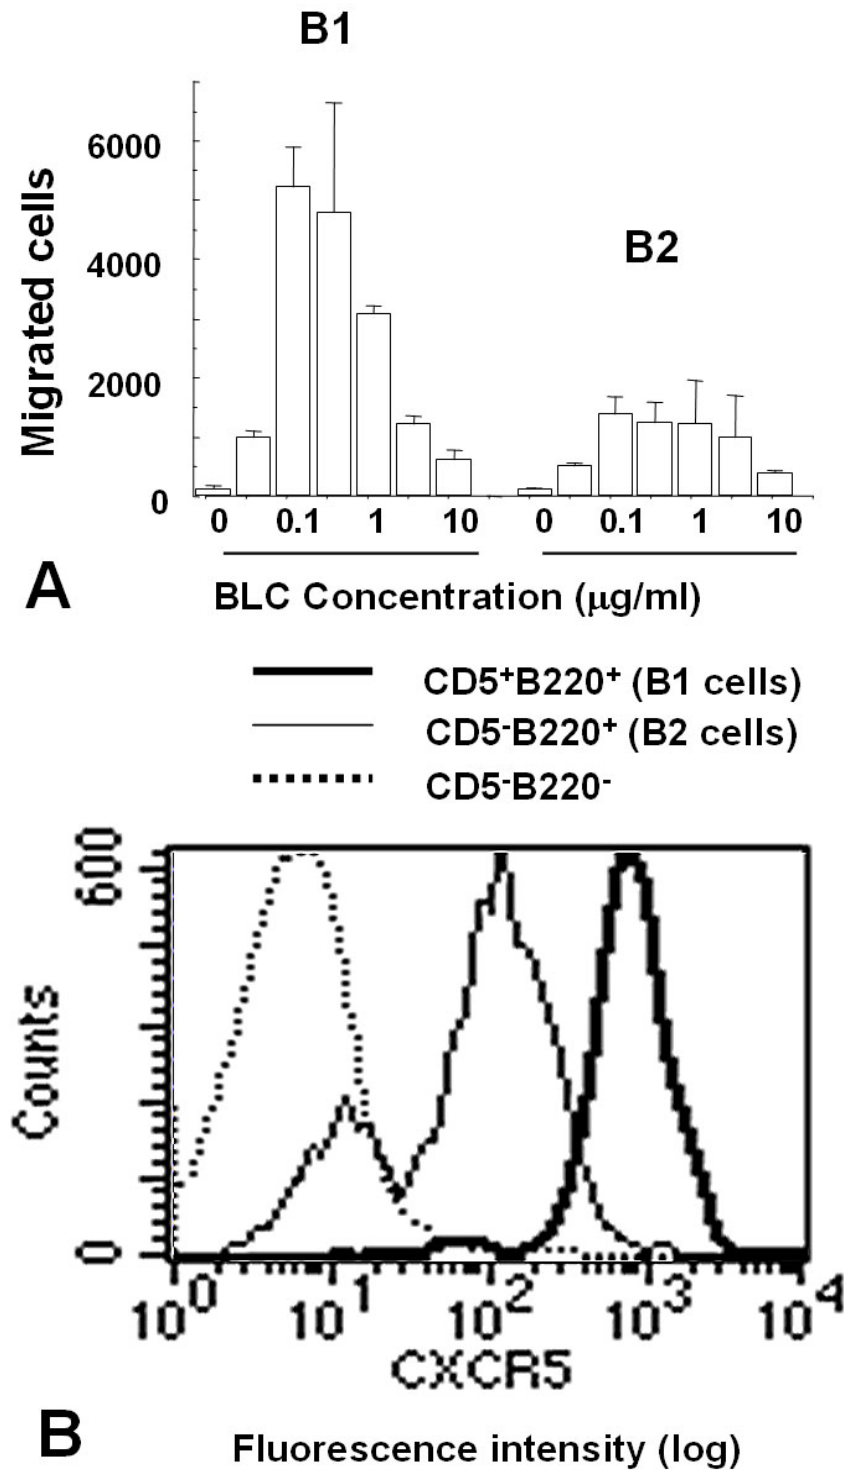 B1
B2
Migrated cells
6000
4000
2000
0
0 0.1 1 10 0 0.1 1 10
BLC Concentration (μg/ml)
A
CD5⁺B220⁺ (B1 cells)
CD5⁻B220⁺ (B2 cells)
CD5⁻B220⁻
Counts
600
0
10⁰ 10¹ 10² 10³ 10⁴
CXCR5
B
Fluorescence intensity (log)